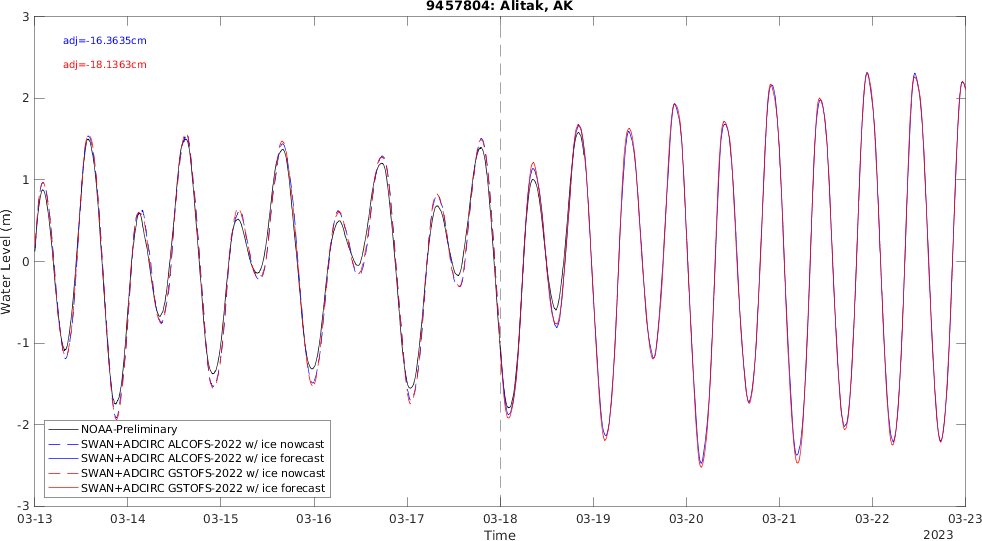 9457804: Alitak, AK
adj=-16.3635cm
adj=-18.1363cm
Water Level (m)
3
2
1
0
-1
-2
-3
NOAA-Preliminary
SWAN+ADCIRC ALCOFS-2022 w/ ice nowcast
SWAN+ADCIRC ALCOFS-2022 w/ ice forecast
SWAN+ADCIRC GSTOFS-2022 w/ ice nowcast
SWAN+ADCIRC GSTOFS-2022 w/ ice forecast
03-13 03-14 03-15 03-16 03-17 03-18 03-19 03-20 03-21 03-22 03-23
Time
2023